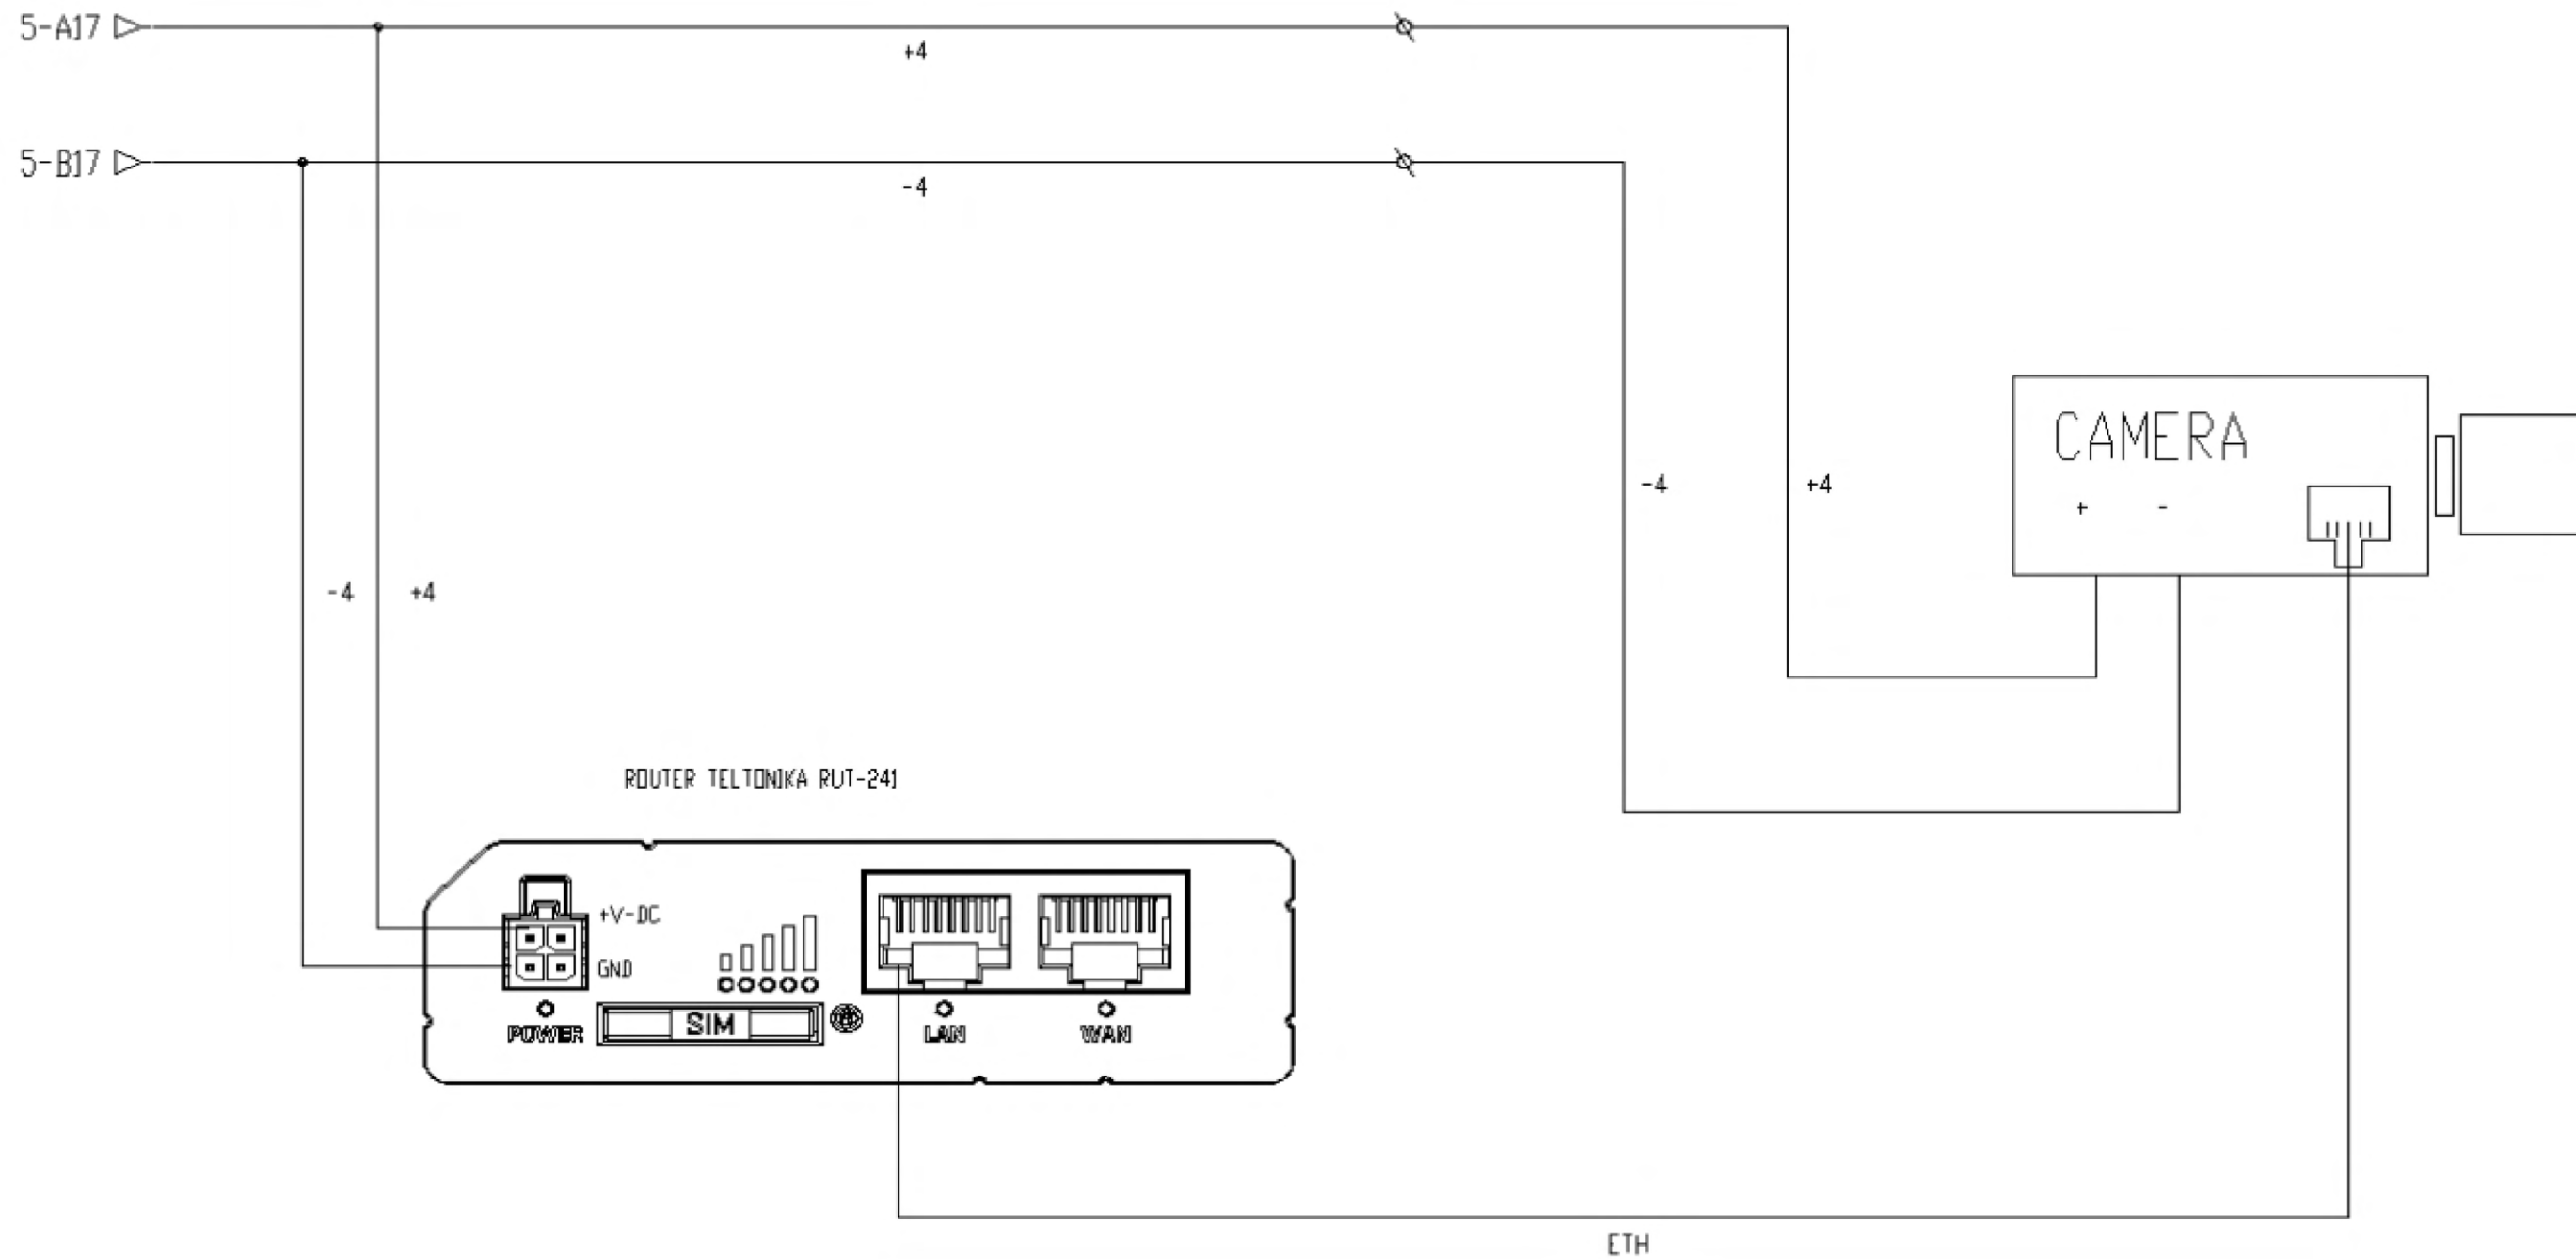 5-A17
+4
5-B17
-4
CAMERA
-4
+4
+ -
-4
+4
ROUTER TELTONIKA RUT-241
+V-DC
GND
POWER
SIM
LAN
WAN
ETH